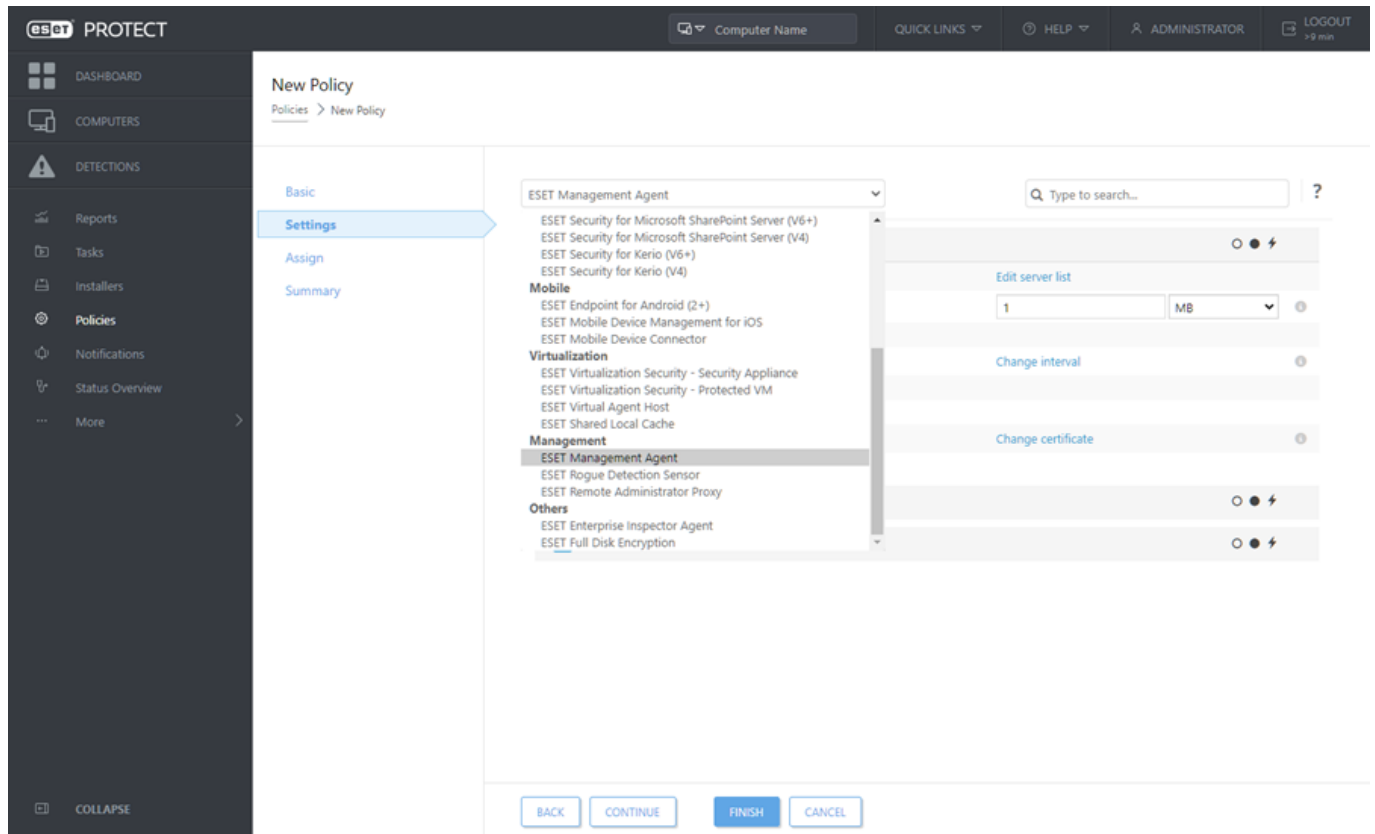 eset PROTECT
Computer Name
QUICK LINKS
HELP
ADMINISTRATOR
LOGOUT
>9 min
DASHBOARD
COMPUTERS
DETECTIONS
Reports
Tasks
Installers
Policies
Notifications
Status Overview
More
COLLAPSE
New Policy
Policies > New Policy
Basic
Settings
Assign
Summary
ESET Management Agent
Type to search...
?
ESET Security for Microsoft SharePoint Server (V6+)
ESET Security for Microsoft SharePoint Server (V4)
ESET Security for Kerio (V6+)
ESET Security for Kerio (V4)
Mobile
ESET Endpoint for Android (2+)
ESET Mobile Device Management for iOS
ESET Mobile Device Connector
Virtualization
ESET Virtualization Security - Security Appliance
ESET Virtualization Security - Protected VM
ESET Virtual Agent Host
ESET Shared Local Cache
Management
ESET Management Agent
ESET Rogue Detection Sensor
ESET Remote Administrator Proxy
Others
ESET Enterprise Inspector Agent
ESET Full Disk Encryption
Edit server list
1 MB
Change interval
Change certificate
BACK
CONTINUE
FINISH
CANCEL